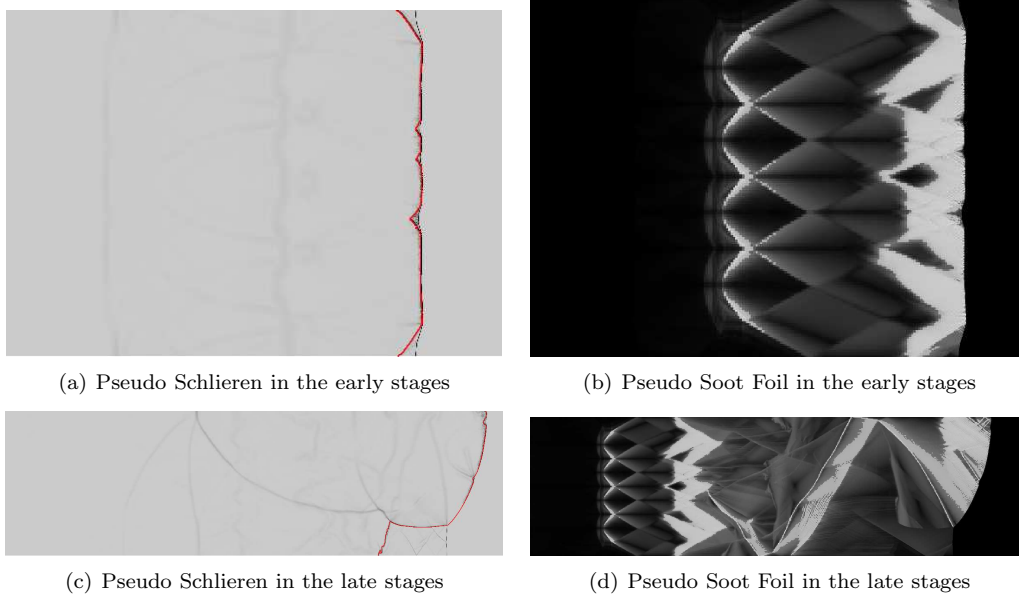 (a) Pseudo Schlieren in the early stages
(b) Pseudo Soot Foil in the early stages
(c) Pseudo Schlieren in the late stages
(d) Pseudo Soot Foil in the late stages